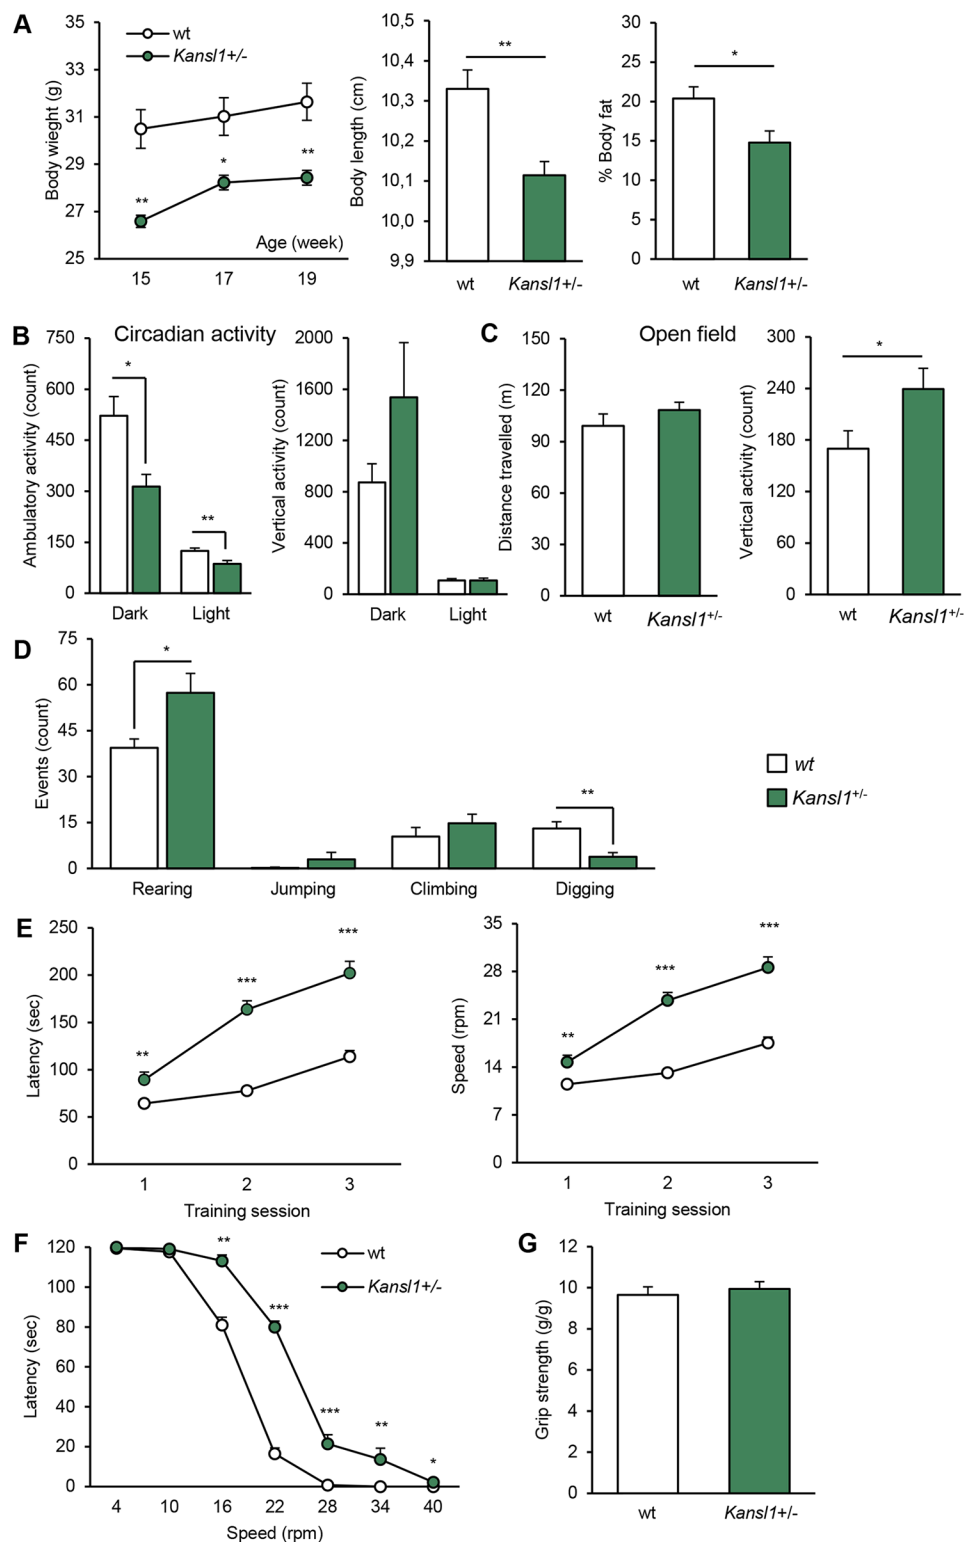 A
35
33
31
29
27
25
Body wieght (g)
wt
Kansl1+/-
**
*
**
Age (week)
15 17 19
10,5
10,4
10,3
10,2
10,1
10,0
9,9
Body length (cm)
**
wt Kansl1+/-
30
25
20
15
10
5
0
% Body fat
*
wt Kansl1+/-
B
Circadian activity
750
600
450
300
150
0
Ambulatory activity (count)
*
**
Dark Light
2000
1600
1200
800
400
0
Vertical activity (count)
Dark Light
C
Open field
150
120
90
60
30
0
Distance travelled (m)
wt Kansl1+/-
300
240
180
120
60
0
Vertical activity (count)
*
wt Kansl1+/-
D
75
60
45
30
15
0
Events (count)
*
**
Rearing Jumping Climbing Digging
wt
Kansl1+/-
E
250
200
150
100
50
0
Latency (sec)
**
***
***
1 2 3
Training session
35
28
21
14
7
0
Speed (rpm)
**
***
***
1 2 3
Training session
F
120
100
80
60
40
20
0
Latency (sec)
wt
Kansl1+/-
**
***
***
**
*
4 10 16 22 28 34 40
Speed (rpm)
G
12
10
8
6
4
2
0
Grip strength (g/g)
wt Kansl1+/-